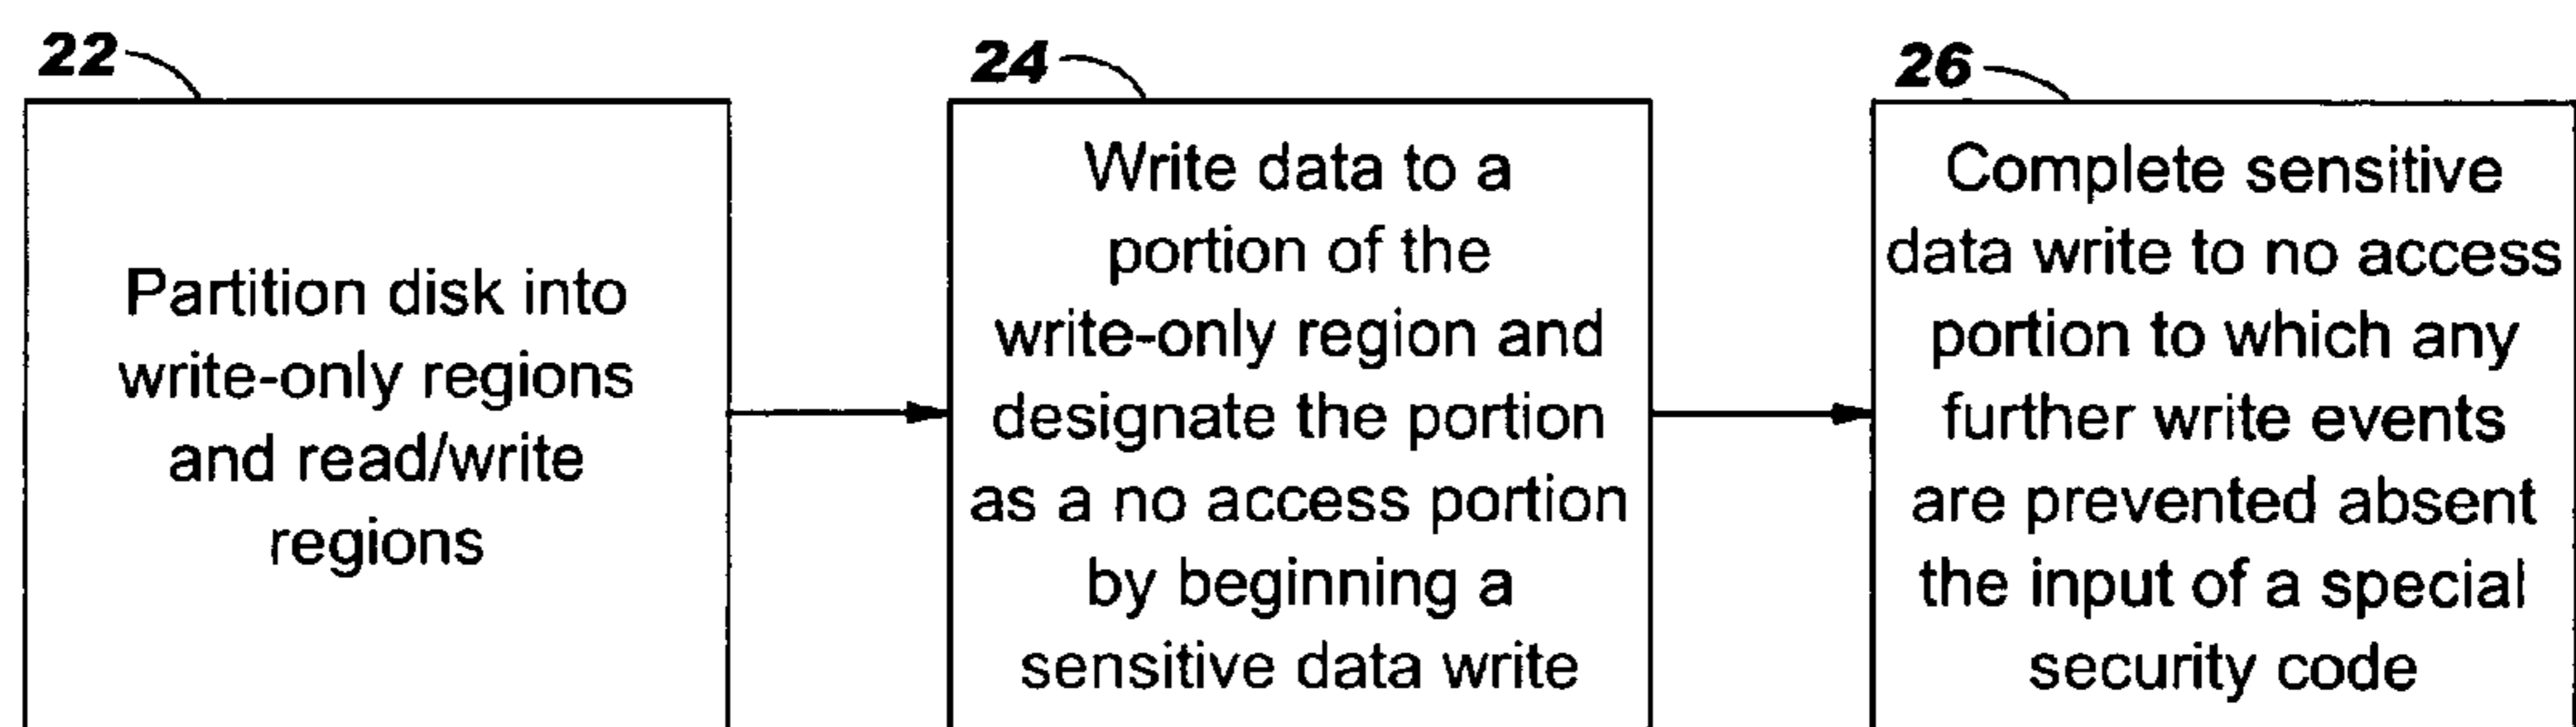 22
Partition disk into
write-only regions
and read/write
regions
24
Write data to a
portion of the
write-only region and
designate the portion
as a no access portion
by beginning a
sensitive data write
26
Complete sensitive
data write to no access
portion to which any
further write events
are prevented absent
the input of a special
security code